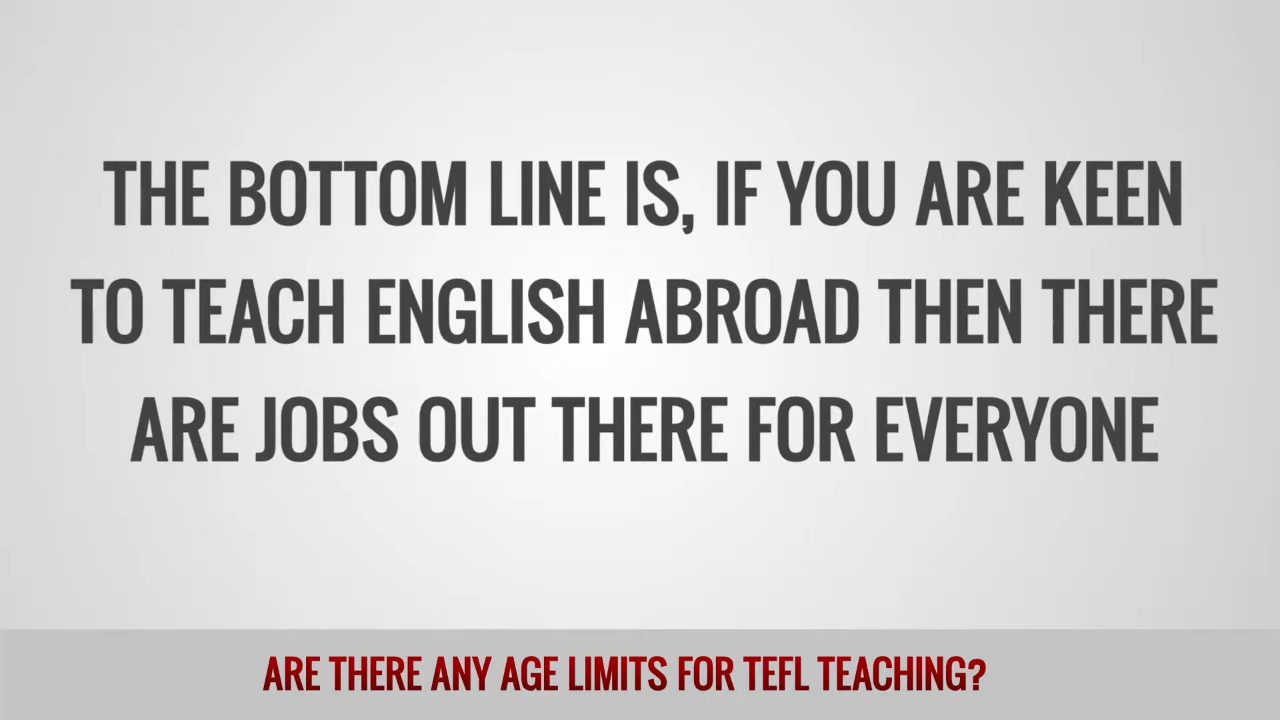 THE BOTTOM LINE IS, IF YOU ARE KEEN
TO TEACH ENGLISH ABROAD THEN THERE
ARE JOBS OUT THERE FOR EVERYONE
ARE THERE ANY AGE LIMITS FOR TEFL TEACHING?